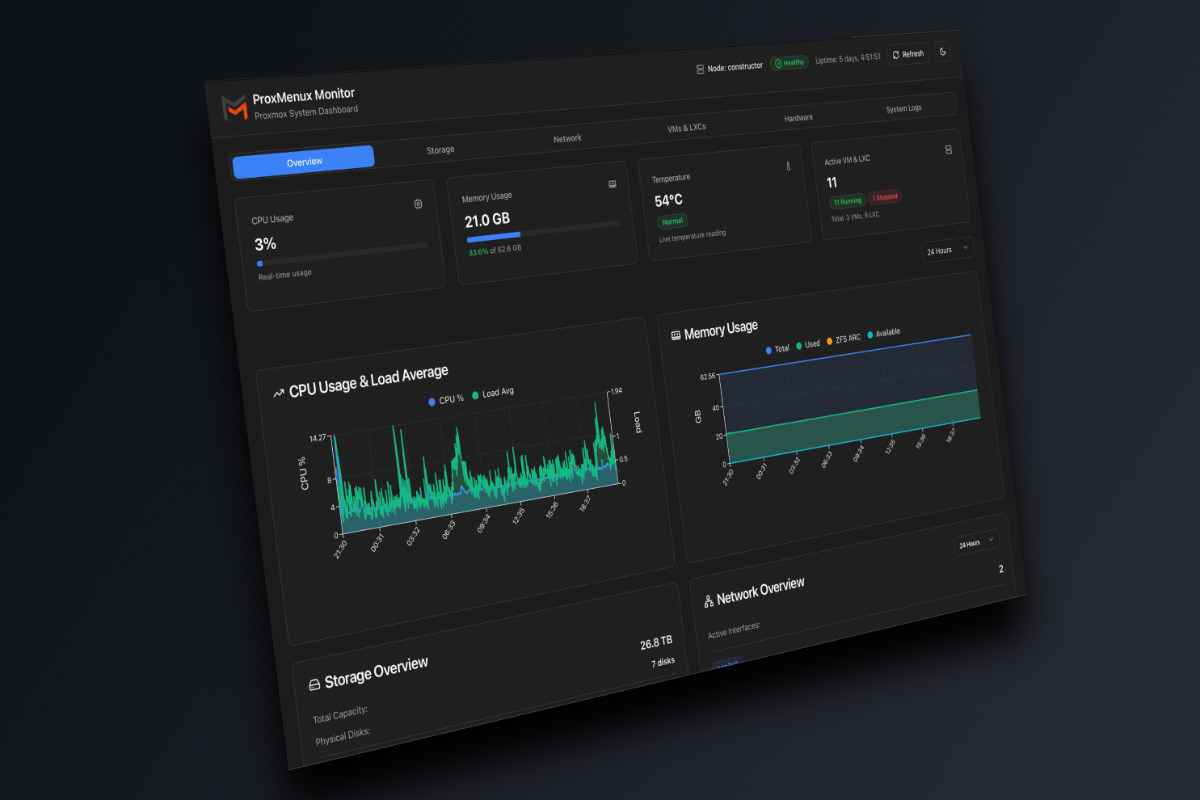 ProxMenux Monitor
Proxmox System Dashboard
Node: constructor
Healthy
Uptime: 5 days, 4:51:51
Refresh
Overview
Storage
Network
VMs & LXCs
Hardware
System Logs
CPU Usage
3%
Real-time usage
Memory Usage
21.0 GB
33.6% of 62.6 GB
Temperature
54°C
Normal
Live temperature reading
Active VM & LXC
11
11 Running
1 Stopped
Total: 3 VMs, 9 LXC
24 Hours
CPU Usage & Load Average
CPU %
Load Avg
14.27
8
4
0
CPU %
1.94
1
0.5
0
Load
21:30
00:31
03:32
06:33
09:34
12:35
15:36
18:37
Memory Usage
Total
Used
ZFS ARC
Available
62.56
40
20
0
GB
21:30
00:31
03:32
06:33
09:34
12:35
15:36
18:37
Storage Overview
Total Capacity:
26.8 TB
Physical Disks:
7 disks
24 Hours
Network Overview
Active Interfaces:
2